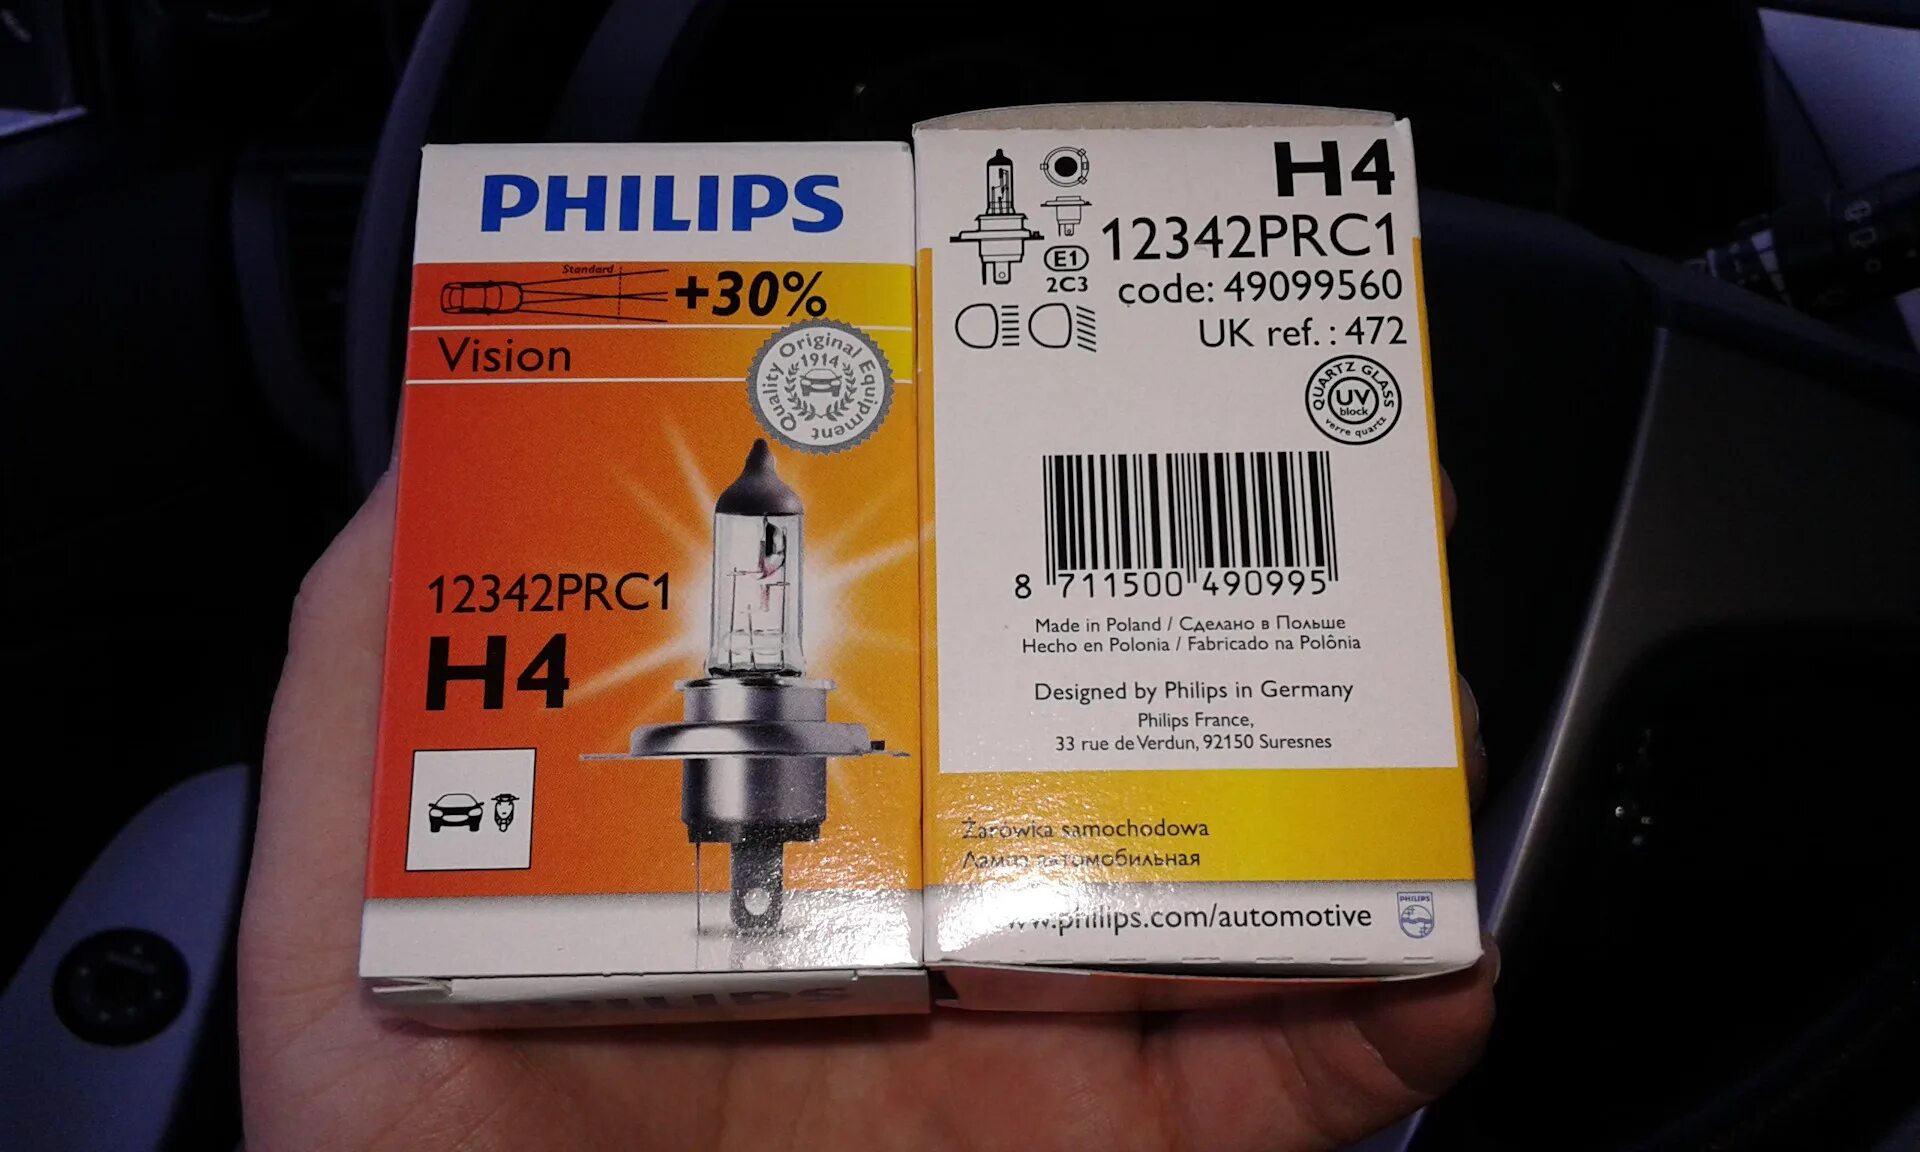 PHILIPS
Standard
+30%
Vision
Quality Original Equipment
1914
12342PRC1
H4
PHILIPS
H4
12342PRC1
E1
2C3
code: 49099560
UK ref. : 472
QUARTZ GLASS
UV
block
verre quartz
8 711500 490995
Made in Poland / Сделано в Польше
Hecho en Polonia / Fabricado na Polônia
Designed by Philips in Germany
Philips France,
33 rue de Verdun, 92150 Suresnes
Żarówka samochodowa
Лампа автомобильная
www.philips.com/automotive
PHILIPS